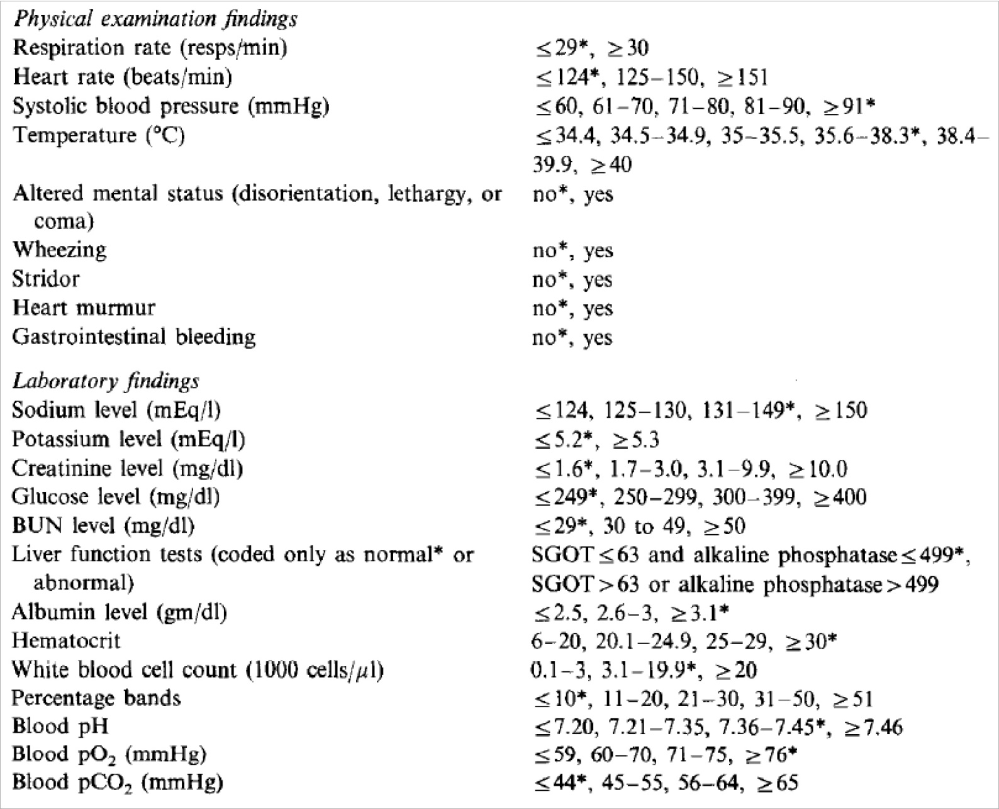 Physical examination findings
Respiration rate (resps/min) ≤29*, ≥30
Heart rate (beats/min) ≤124*, 125–150, ≥151
Systolic blood pressure (mmHg) ≤60, 61–70, 71–80, 81–90, ≥91*
Temperature (°C) ≤34.4, 34.5–34.9, 35–35.5, 35.6–38.3*, 38.4–
39.9, ≥40
Altered mental status (disorientation, lethargy, or no*, yes
coma)
Wheezing no*, yes
Stridor no*, yes
Heart murmur no*, yes
Gastrointestinal bleeding no*, yes
Laboratory findings
Sodium level (mEq/l) ≤124, 125–130, 131–149*, ≥150
Potassium level (mEq/l) ≤5.2*, ≥5.3
Creatinine level (mg/dl) ≤1.6*, 1.7–3.0, 3.1–9.9, ≥10.0
Glucose level (mg/dl) ≤249*, 250–299, 300–399, ≥400
BUN level (mg/dl) ≤29*, 30 to 49, ≥50
Liver function tests (coded only as normal* or SGOT≤63 and alkaline phosphatase≤499*,
abnormal) SGOT>63 or alkaline phosphatase>499
Albumin level (gm/dl) ≤2.5, 2.6–3, ≥3.1*
Hematocrit 6–20, 20.1–24.9, 25–29, ≥30*
White blood cell count (1000 cells/μl) 0.1–3, 3.1–19.9*, ≥20
Percentage bands ≤10*, 11–20, 21–30, 31–50, ≥51
Blood pH ≤7.20, 7.21–7.35, 7.36–7.45*, ≥7.46
Blood pO₂ (mmHg) ≤59, 60–70, 71–75, ≥76*
Blood pCO₂ (mmHg) ≤44*, 45–55, 56–64, ≥65